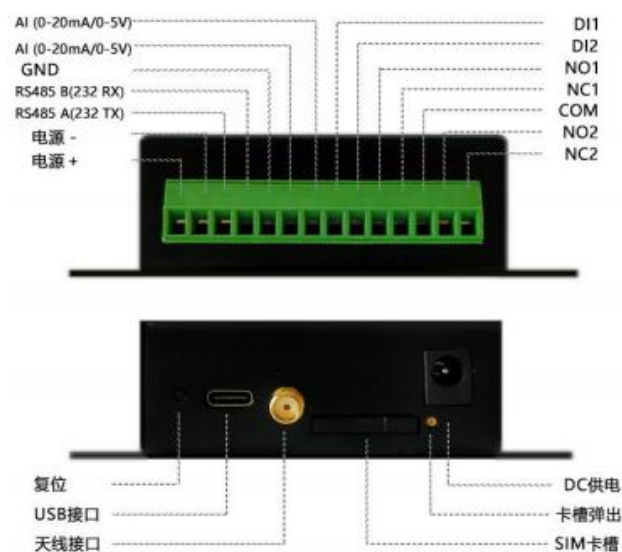 AI (0-20mA/0-5V)
AI (0-20mA/0-5V)
GND
RS485 B(232 RX)
RS485 A(232 TX)
电源 -
电源 +
DI1
DI2
NO1
NC1
COM
NO2
NC2
复位
USB接口
天线接口
DC供电
卡槽弹出
SIM卡槽